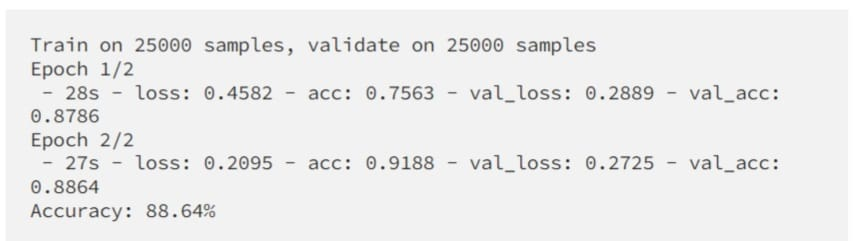 Train on 25000 samples, validate on 25000 samples
Epoch 1/2
 - 28s - loss: 0.4582 - acc: 0.7563 - val_loss: 0.2889 - val_acc:
0.8786
Epoch 2/2
 - 27s - loss: 0.2095 - acc: 0.9188 - val_loss: 0.2725 - val_acc:
0.8864
Accuracy: 88.64%